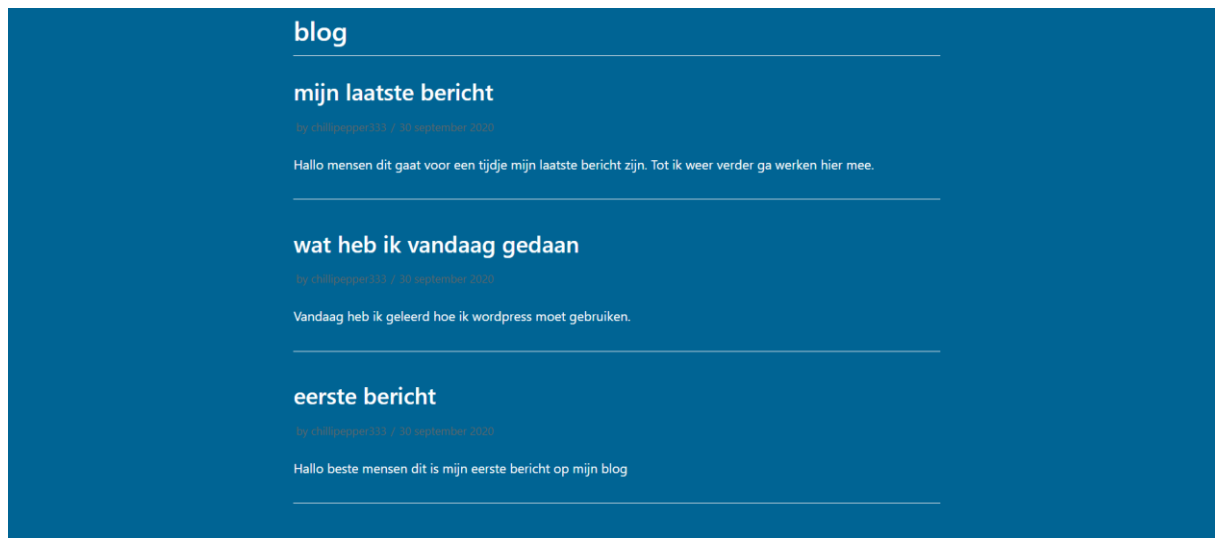 blog
mijn laatste bericht
by chillipepper333 / 30 september 2020
Hallo mensen dit gaat voor een tijdje mijn laatste bericht zijn. Tot ik weer verder ga werken hier mee.
wat heb ik vandaag gedaan
by chillipepper333 / 30 september 2020
Vandaag heb ik geleerd hoe ik wordpress moet gebruiken.
eerste bericht
by chillipepper333 / 30 september 2020
Hallo beste mensen dit is mijn eerste bericht op mijn blog